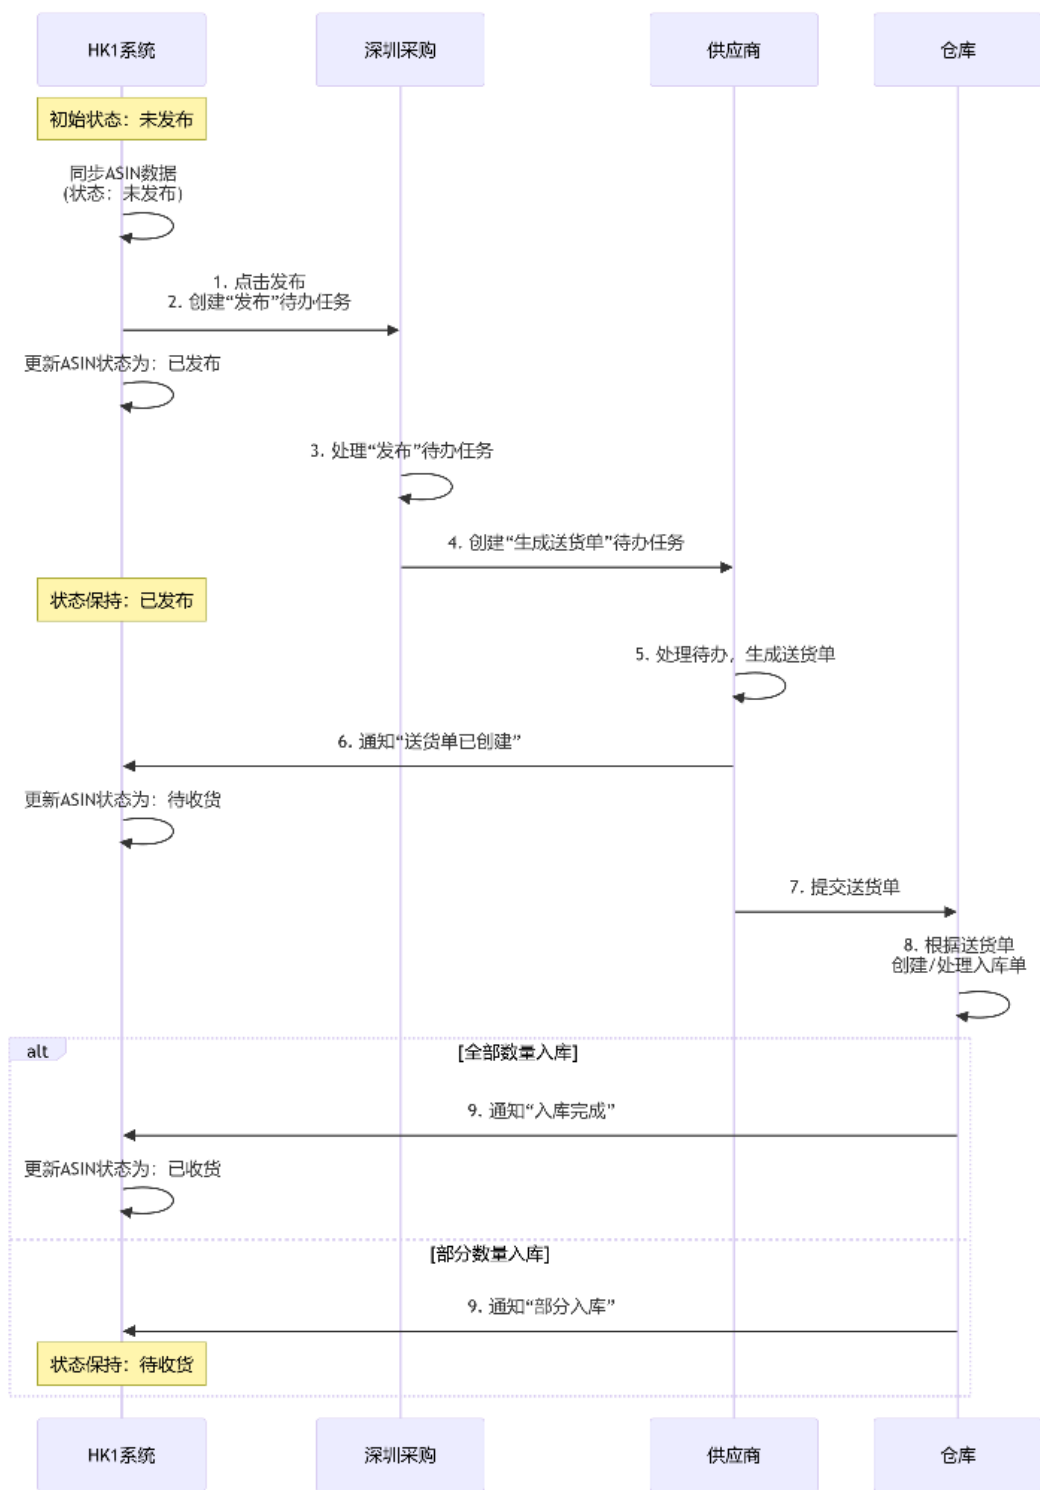 HK1系统
深圳采购
供应商
仓库
初始状态：未发布
同步ASIN数据
(状态：未发布)
1. 点击发布
2. 创建“发布”待办任务
更新ASIN状态为：已发布
3. 处理“发布”待办任务
4. 创建“生成送货单”待办任务
状态保持：已发布
5. 处理待办，生成送货单
6. 通知“送货单已创建”
更新ASIN状态为：待收货
7. 提交送货单
8. 根据送货单
创建/处理入库单
alt
[全部数量入库]
9. 通知“入库完成”
更新ASIN状态为：已收货
[部分数量入库]
9. 通知“部分入库”
状态保持：待收货
HK1系统
深圳采购
供应商
仓库